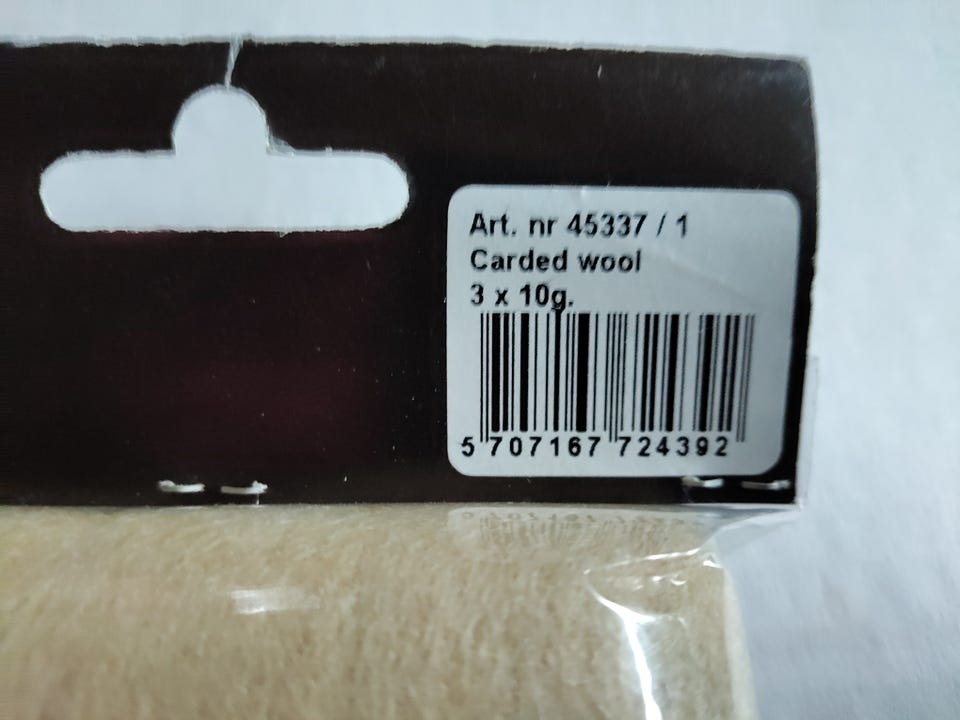 Art. nr 45337 / 1
Carded wool
3 x 10g.
5 707167 724392